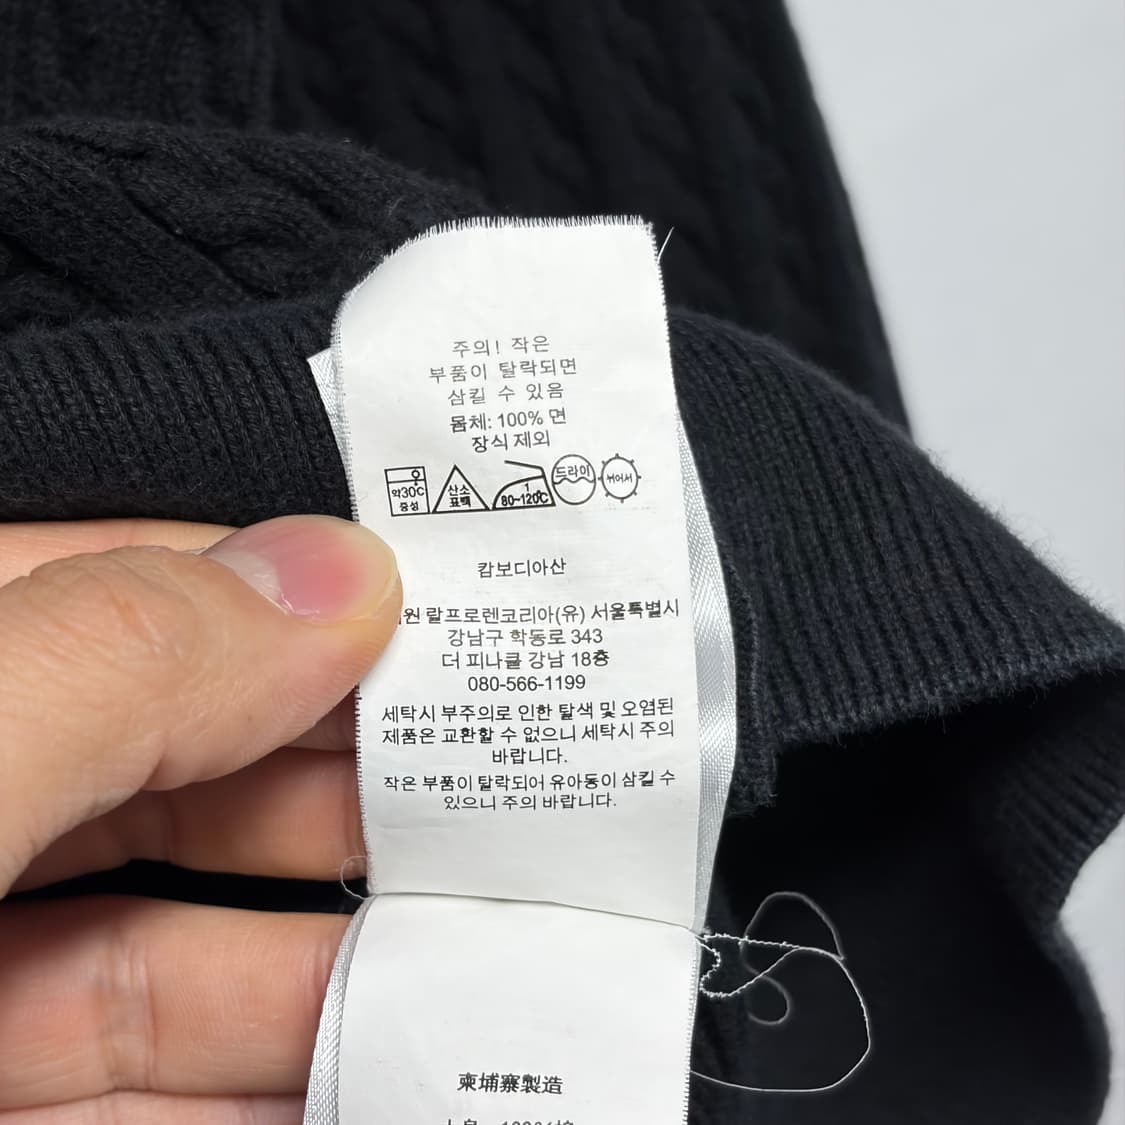 주의! 작은
부품이 탈락되면
삼킬 수 있음
몸체: 100% 면
장식 제외
약30℃
중성
산소
표백
1
80~120℃
드라이
뉘어서
캄보디아산
원 랄프로렌코리아(유) 서울특별시
강남구 학동로 343
더 피나클 강남 18층
080-566-1199
세탁시 부주의로 인한 탈색 및 오염된
제품은 교환할 수 없으니 세탁시 주의
바랍니다.
작은 부품이 탈락되어 유아동이 삼킬 수
있으니 주의 바랍니다.
柬埔寨製造